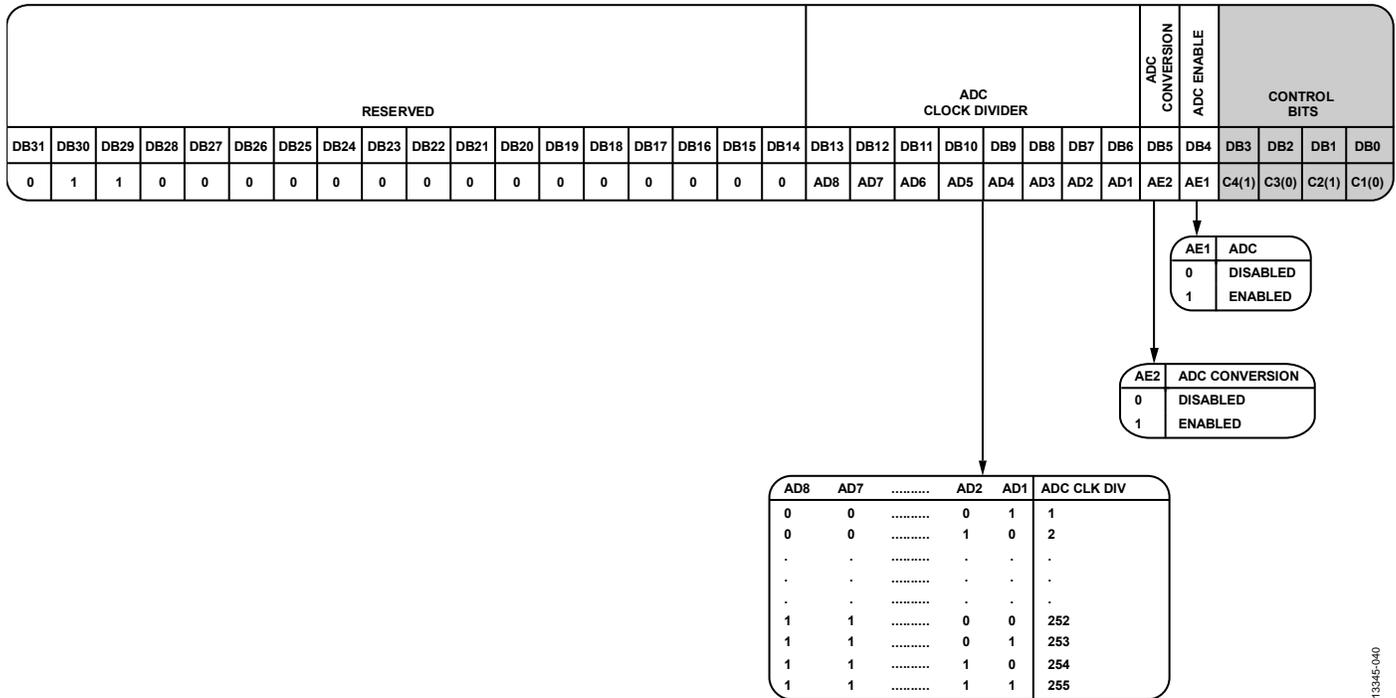 RESERVED
ADC
CLOCK DIVIDER
ADC
CONVERSION
ADC ENABLE
CONTROL
BITS
DB31 DB30 DB29 DB28 DB27 DB26 DB25 DB24 DB23 DB22 DB21 DB20 DB19 DB18 DB17 DB16 DB15 DB14 DB13 DB12 DB11 DB10 DB9 DB8 DB7 DB6 DB5 DB4 DB3 DB2 DB1 DB0
0 1 1 0 0 0 0 0 0 0 0 0 0 0 0 0 0 0 AD8 AD7 AD6 AD5 AD4 AD3 AD2 AD1 AE2 AE1 C4(1) C3(0) C2(1) C1(0)
AE1 ADC
0 DISABLED
1 ENABLED
AE2 ADC CONVERSION
0 DISABLED
1 ENABLED
AD8 AD7 .......... AD2 AD1 ADC CLK DIV
0 0 .......... 0 1 1
0 0 .......... 1 0 2
. . .......... . . .
. . .......... . . .
. . .......... . . .
1 1 .......... 0 0 252
1 1 .......... 0 1 253
1 1 .......... 1 0 254
1 1 .......... 1 1 255
13345-040